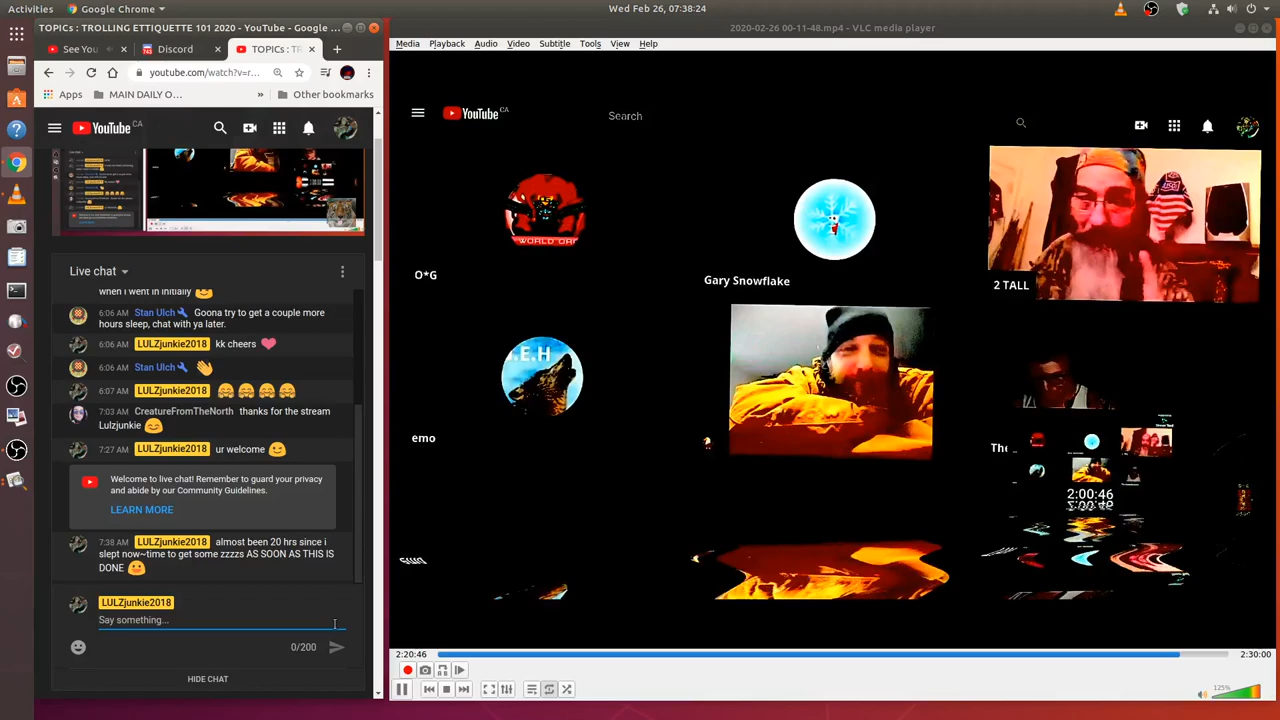 Activities
Google Chrome
Wed Feb 26, 07:38:24
TOPICs : TROLLING ETTIQUETTE 101 2020 - YouTube - Google ...
See You
Discord
TOPICs : TR
youtube.com/watch?v=r...
Apps
MAIN DAILY O...
»
Other bookmarks
YouTube CA
Live chat
when I went in initially
6:06 AM Stan Ulch Goona try to get a couple more
hours sleep, chat with ya later.
6:06 AM LULZjunkie2018 kk cheers
6:06 AM Stan Ulch
6:07 AM LULZjunkie2018
7:03 AM CreatureFromTheNorth thanks for the stream
Lulzjunkie
7:27 AM LULZjunkie2018 ur welcome
Welcome to live chat! Remember to guard your privacy
and abide by our Community Guidelines.
LEARN MORE
7:38 AM LULZjunkie2018 almost been 20 hrs since i
slept now~time to get some zzzzs AS SOON AS THIS IS
DONE
LULZjunkie2018
Say something...
0/200
HIDE CHAT
2020-02-26 00-11-48.mp4 - VLC media player
Media Playback Audio Video Subtitle Tools View Help
YouTube CA
Search
WORLD OR
O*G
Gary Snowflake
2 TALL
.E.H
emo
The
2:00:46
2:20:46
2:30:00
125%